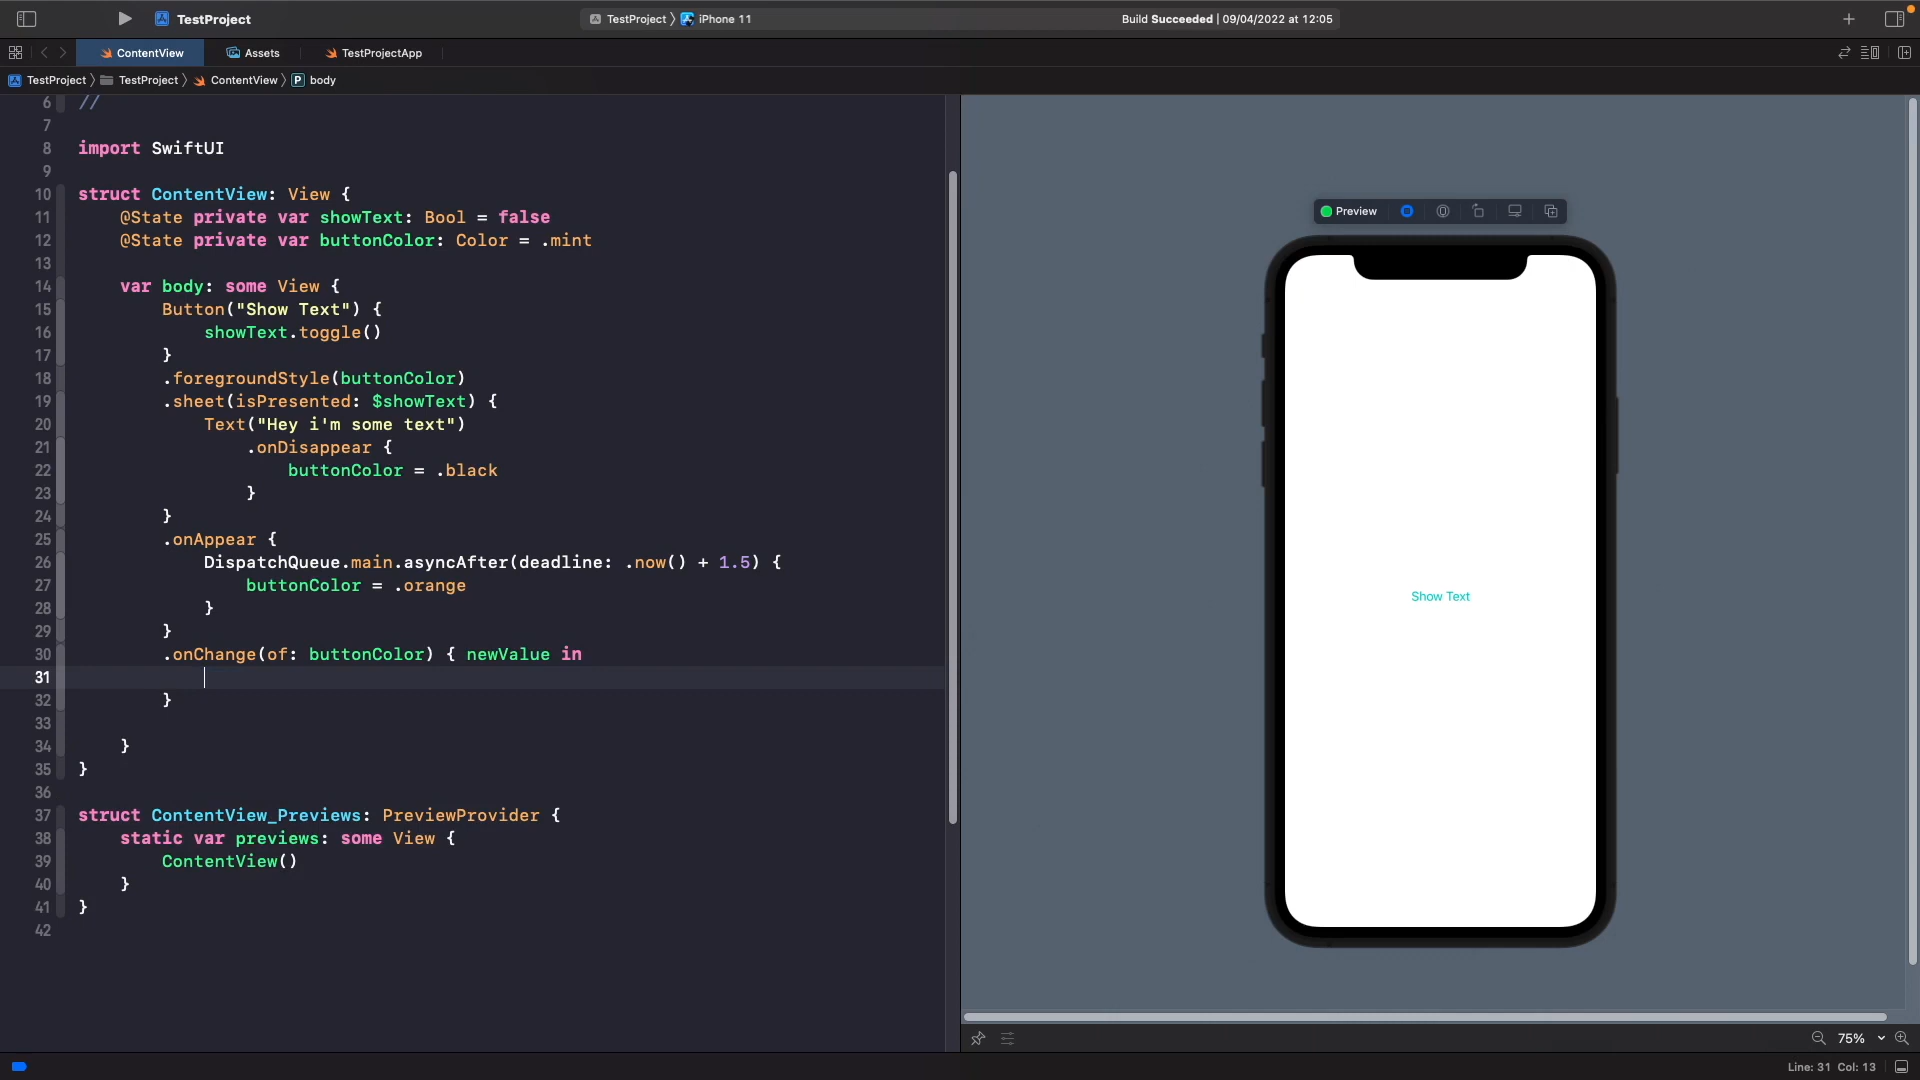 TestProject
TestProject 〉 iPhone 11
Build Succeeded | 09/04/2022 at 12:05
ContentView
Assets
TestProjectApp
TestProject 〉 TestProject 〉 ContentView 〉 P body
6 //
7
8 import SwiftUI
9
10 struct ContentView: View {
11     @State private var showText: Bool = false
12     @State private var buttonColor: Color = .mint
13
14     var body: some View {
15         Button("Show Text") {
16             showText.toggle()
17         }
18         .foregroundStyle(buttonColor)
19         .sheet(isPresented: $showText) {
20             Text("Hey i'm some text")
21                 .onDisappear {
22                     buttonColor = .black
23                 }
24         }
25         .onAppear {
26             DispatchQueue.main.asyncAfter(deadline: .now() + 1.5) {
27                 buttonColor = .orange
28             }
29         }
30         .onChange(of: buttonColor) { newValue in
31
32         }
33
34     }
35 }
36
37 struct ContentView_Previews: PreviewProvider {
38     static var previews: some View {
39         ContentView()
40     }
41 }
42
Preview
Show Text
75%
Line: 31 Col: 13